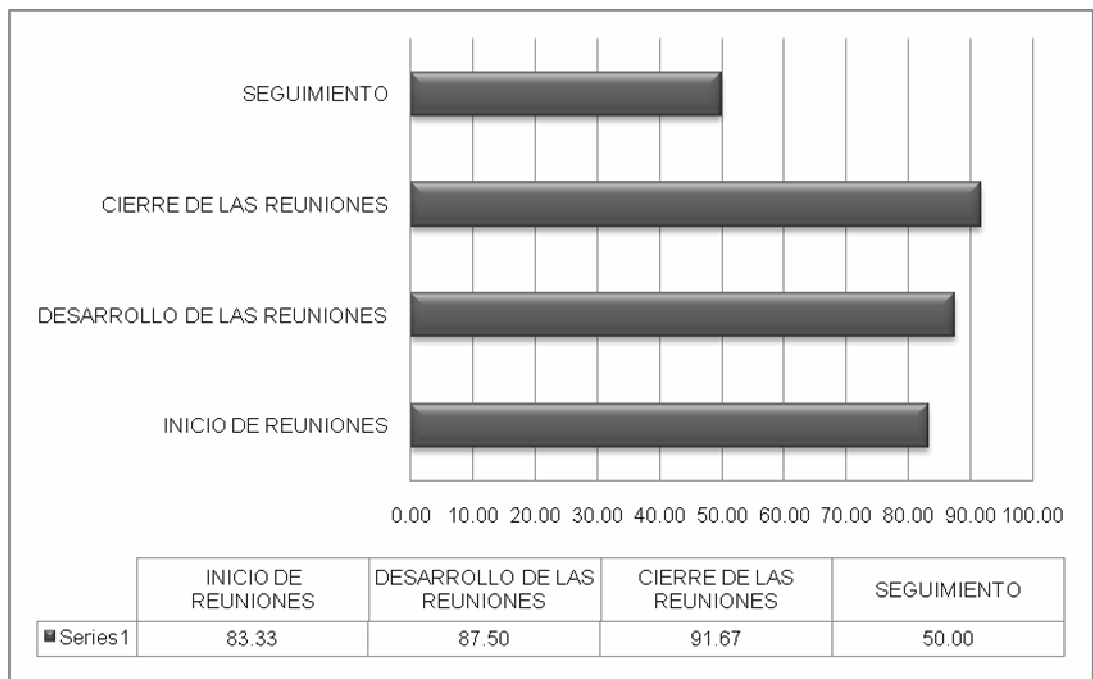 SEGUIMIENTO
CIERRE DE LAS REUNIONES
DESARROLLO DE LAS REUNIONES
INICIO DE REUNIONES
0.00 10.00 20.00 30.00 40.00 50.00 60.00 70.00 80.00 90.00 100.00
INICIO DE
REUNIONES
DESARROLLO DE LAS
REUNIONES
CIERRE DE LAS
REUNIONES
SEGUIMIENTO
Series1 83.33 87.50 91.67 50.00